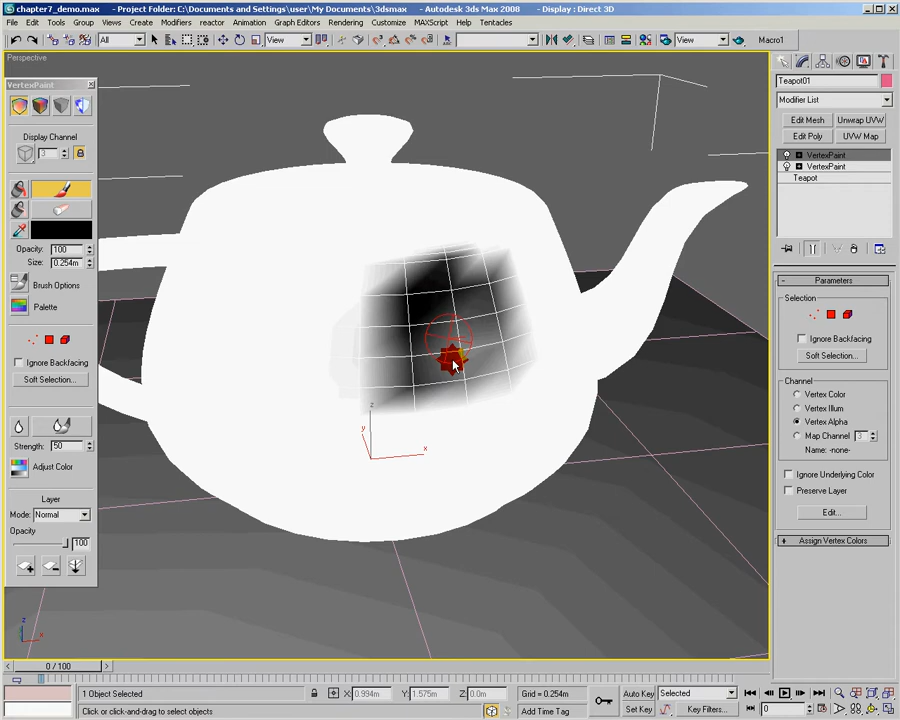 chapter7_demo.max - Project Folder: C:\Documents and Settings\user\My Documents\3dsmax - Autodesk 3ds Max 2008 - Display : Direct 3D
File Edit Tools Group Views Create Modifiers reactor Animation Graph Editors Rendering Customize MAXScript Help Tentacles
All View View Macro1
Perspective
VertexPaint
Display Channel
3
Opacity: 100
Size: 0.254m
Brush Options
Palette
Ignore Backfacing
Soft Selection...
Strength: 50
Adjust Color
Layer
Mode: Normal
Opacity
100
z
y
x
z
x
Teapot01
Modifier List
Edit Mesh Unwrap UVW
Edit Poly UVW Map
VertexPaint
VertexPaint
Teapot
- Parameters
Selection
Ignore Backfacing
Soft Selection...
Channel
Vertex Color
Vertex Illum
Vertex Alpha
Map Channel 3
Name: -none-
Ignore Underlying Color
Preserve Layer
Edit...
+ Assign Vertex Colors
< 0 / 100 >
1 Object Selected X: 0.994m Y: 1.575m Z: 0.0m Grid = 0.254m Auto Key Selected
Click or click-and-drag to select objects Add Time Tag Set Key Key Filters... 0